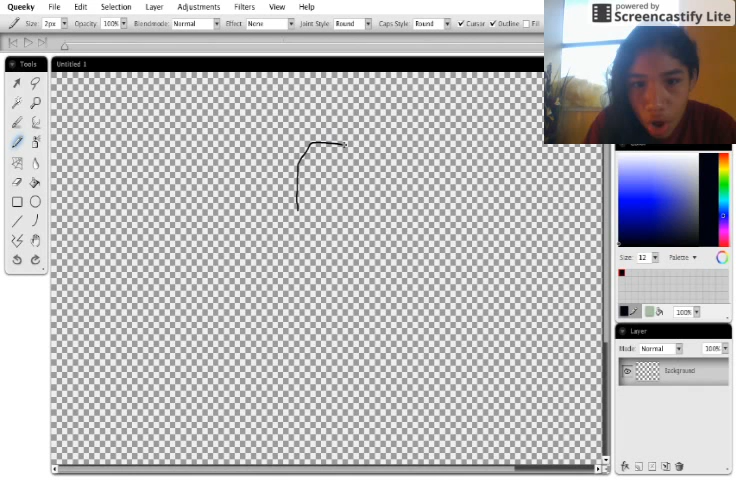 Queeky File Edit Selection Layer Adjustments Filters View Help
powered by
Screencastify Lite
Size: 2px Opacity: 100% Blendmode: Normal Effect: None Joint Style: Round Caps Style: Round Cursor Outline Fill
Tools
Untitled 1
Size: 12 Palette
100%
Layer
Mode: Normal 100%
Background